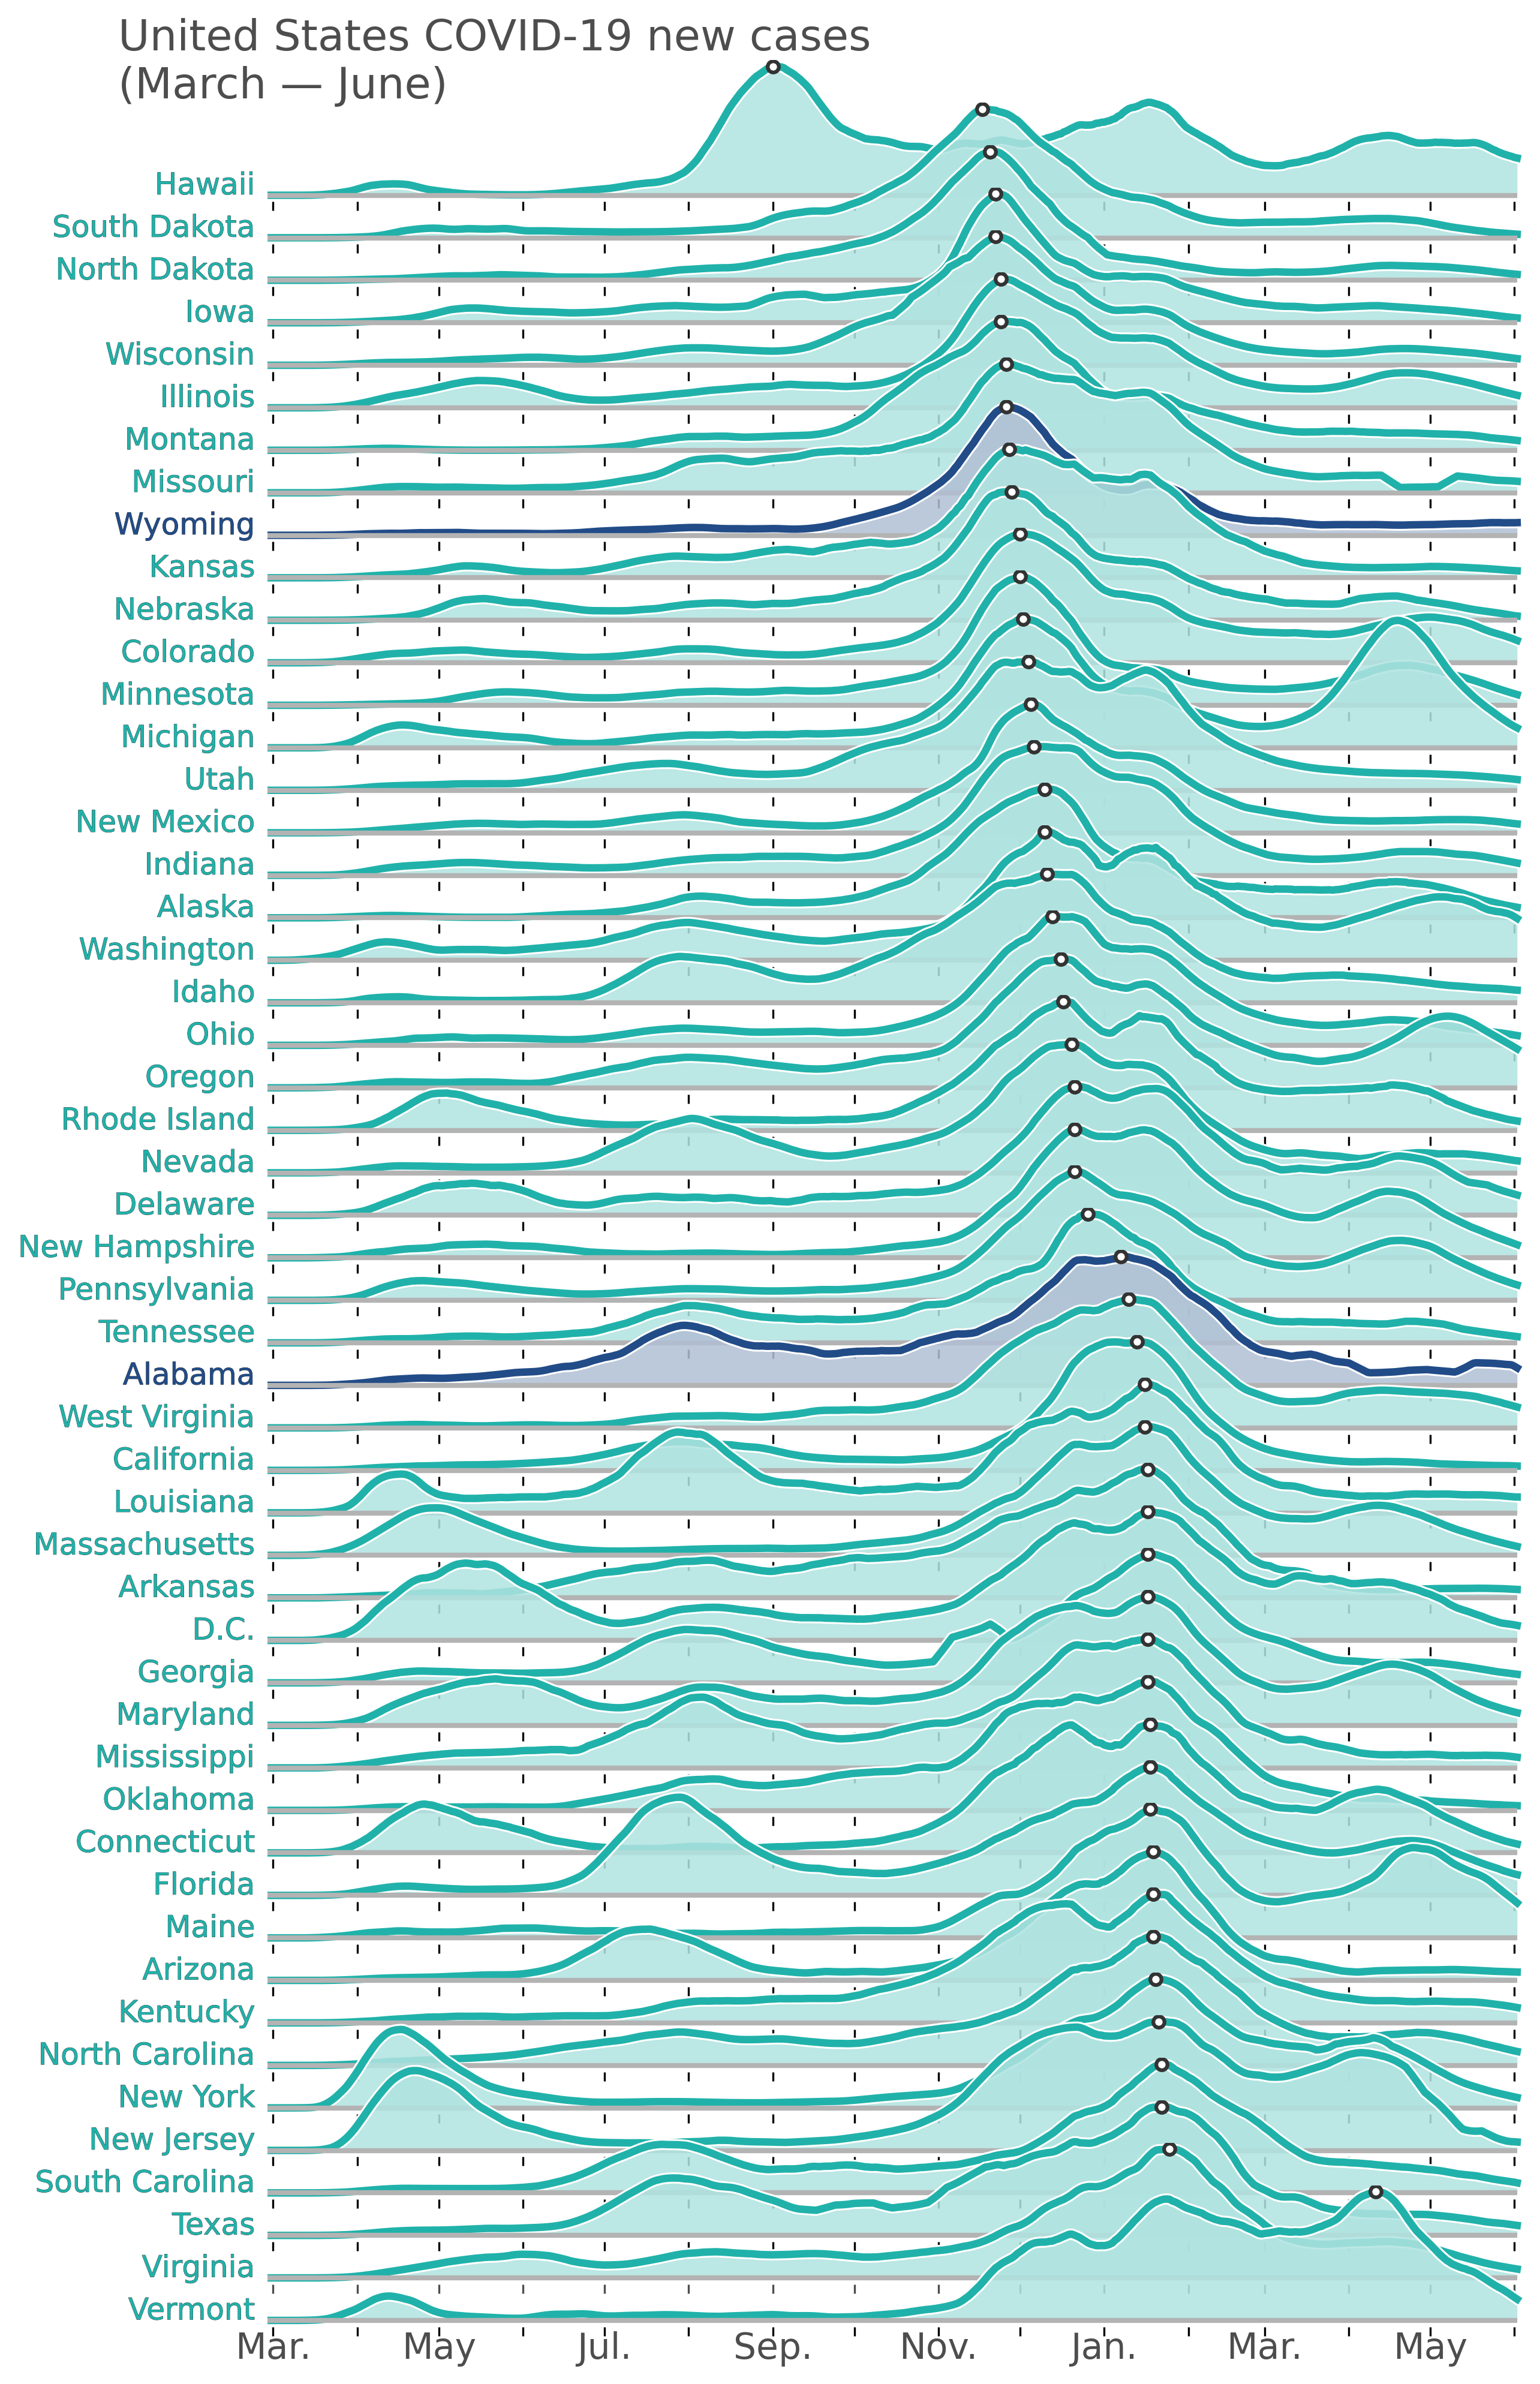 United States COVID-19 new cases
(March — June)
Hawaii
South Dakota
North Dakota
Iowa
Wisconsin
Illinois
Montana
Missouri
Wyoming
Kansas
Nebraska
Colorado
Minnesota
Michigan
Utah
New Mexico
Indiana
Alaska
Washington
Idaho
Ohio
Oregon
Rhode Island
Nevada
Delaware
New Hampshire
Pennsylvania
Tennessee
Alabama
West Virginia
California
Louisiana
Massachusetts
Arkansas
D.C.
Georgia
Maryland
Mississippi
Oklahoma
Connecticut
Florida
Maine
Arizona
Kentucky
North Carolina
New York
New Jersey
South Carolina
Texas
Virginia
Vermont
Mar. May Jul. Sep. Nov. Jan. Mar. May